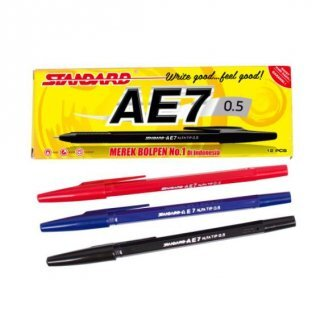 STANDARD
Write good...feel good!
AE7 0.5
MEREK BOLPEN No.1 Di Indonesia
12 PCS
STANDARD AE7 ALFA TIP 0.5
STANDARD AE7 ALFA TIP 0.5
STANDARD AE7 ALFA TIP 0.5